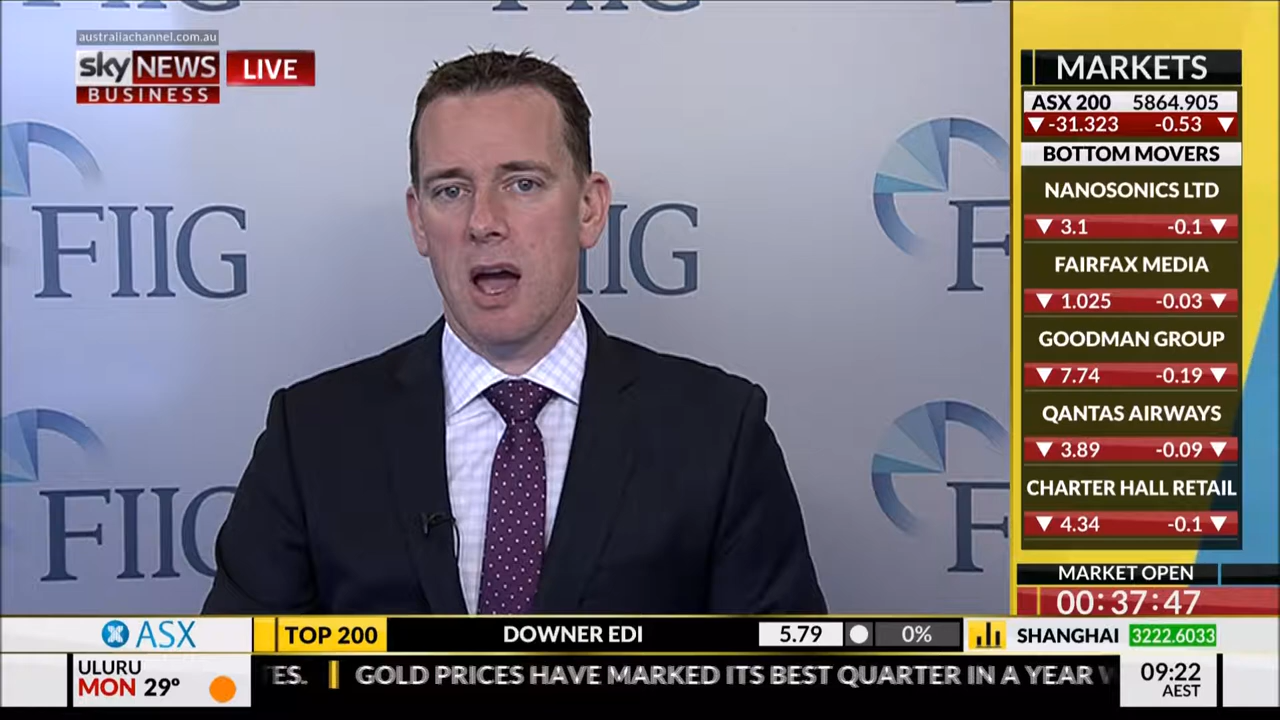 australiachannel.com.au
sky NEWS
BUSINESS
LIVE
FIIG
FIIG
F
FIIG
F
MARKETS
ASX 200 5864.905
▼ -31.323 -0.53 ▼
BOTTOM MOVERS
NANOSONICS LTD
▼ 3.1 -0.1 ▼
FAIRFAX MEDIA
▼ 1.025 -0.03 ▼
GOODMAN GROUP
▼ 7.74 -0.19 ▼
QANTAS AIRWAYS
▼ 3.89 -0.09 ▼
CHARTER HALL RETAIL
▼ 4.34 -0.1 ▼
MARKET OPEN
00:37:47
ASX
TOP 200
DOWNER EDI
5.79
0%
SHANGHAI 3222.6033
ULURU
MON 29°
TES. GOLD PRICES HAVE MARKED ITS BEST QUARTER IN A YEAR
09:22
AEST